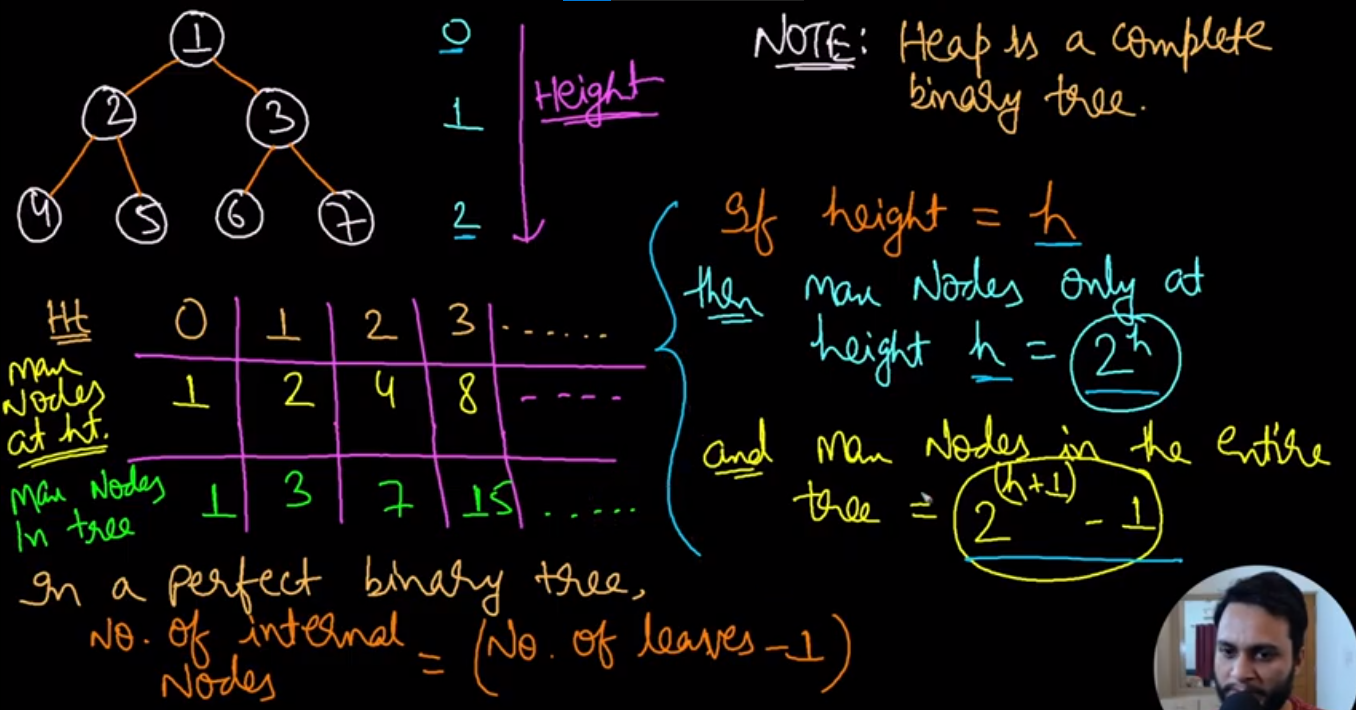 1
2 3
4 5 6 7
0
1
2
Height
NOTE: Heap is a complete
binary tree.
If height = h
then Max Nodes only at
height h = 2^h
and Max Nodes in the entire
tree = 2^(h+1) - 1
Ht 0 1 2 3 ......
Max
Nodes
at ht. 1 2 4 8 ----
Max Nodes
In tree 1 3 7 15 .....
In a perfect binary tree,
No. of internal
Nodes = (No. of leaves - 1)